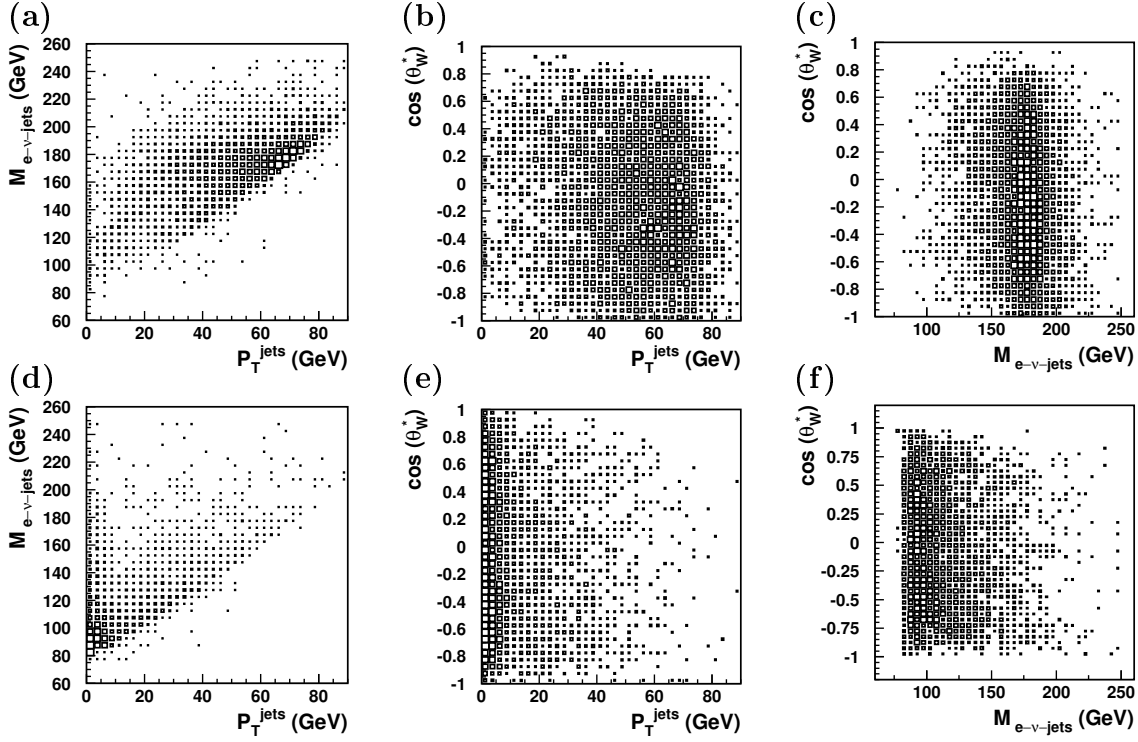 (a)
M e−ν−jets (GeV)
260
240
220
200
180
160
140
120
100
80
60
0 20 40 60 80
P_T^jets (GeV)
(b)
cos (θ*_W)
1
0.8
0.6
0.4
0.2
0
-0.2
-0.4
-0.6
-0.8
-1
0 20 40 60 80
P_T^jets (GeV)
(c)
cos (θ*_W)
1
0.8
0.6
0.4
0.2
0
-0.2
-0.4
-0.6
-0.8
-1
100 150 200 250
M e−ν−jets (GeV)
(d)
M e−ν−jets (GeV)
260
240
220
200
180
160
140
120
100
80
60
0 20 40 60 80
P_T^jets (GeV)
(e)
cos (θ*_W)
1
0.8
0.6
0.4
0.2
0
-0.2
-0.4
-0.6
-0.8
-1
0 20 40 60 80
P_T^jets (GeV)
(f)
cos (θ*_W)
1
0.75
0.5
0.25
0
-0.25
-0.5
-0.75
-1
100 150 200 250
M e−ν−jets (GeV)